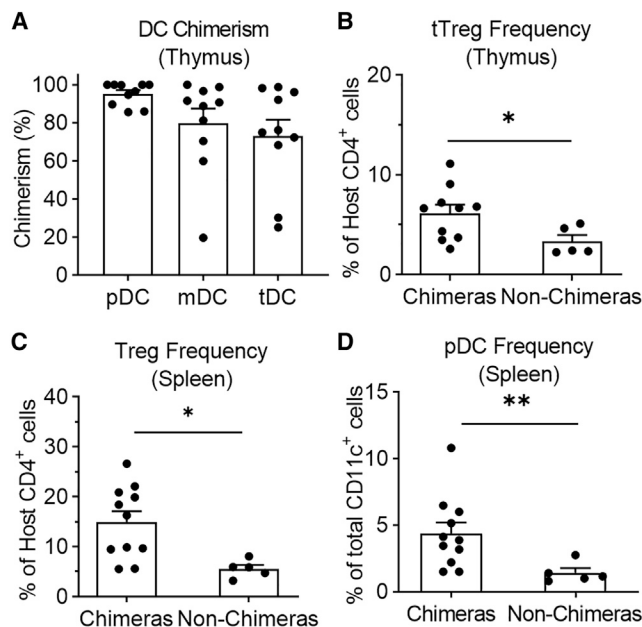 A
DC Chimerism
(Thymus)
Chimerism (%)
100
80
60
40
20
0
pDC mDC tDC
B
tTreg Frequency
(Thymus)
% of Host CD4+ cells
20
10
0
*
Chimeras Non-Chimeras
C
Treg Frequency
(Spleen)
% of Host CD4+ cells
40
30
20
10
0
*
Chimeras Non-Chimeras
D
pDC Frequency
(Spleen)
% of total CD11c+ cells
15
10
5
0
**
Chimeras Non-Chimeras